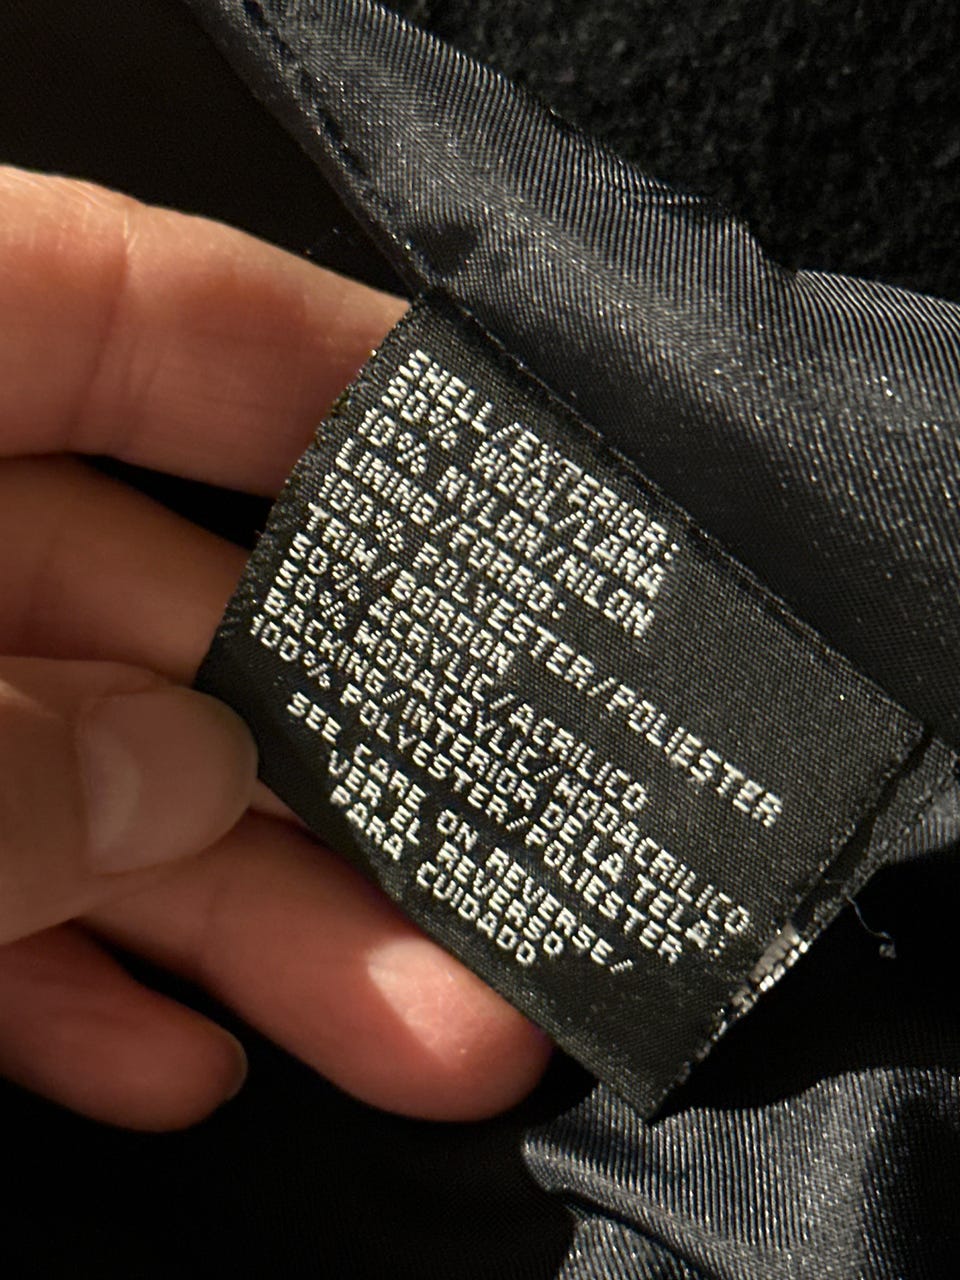 SHELL/EXTERIOR:
90% WOOL/LANA
10% NYLON/NILON
LINING/FORRO:
100% POLYESTER/POLIESTER
TRIM/BORDON
50% ACRYLIC/ACRILICO
50% MODACRYLIC/MODACRILICO
BACKING/INTERIOR DE LA TELA:
100% POLYESTER/POLIESTER
SEE CARE ON REVERSE/
VER EL REVERSO
PARA CUIDADO